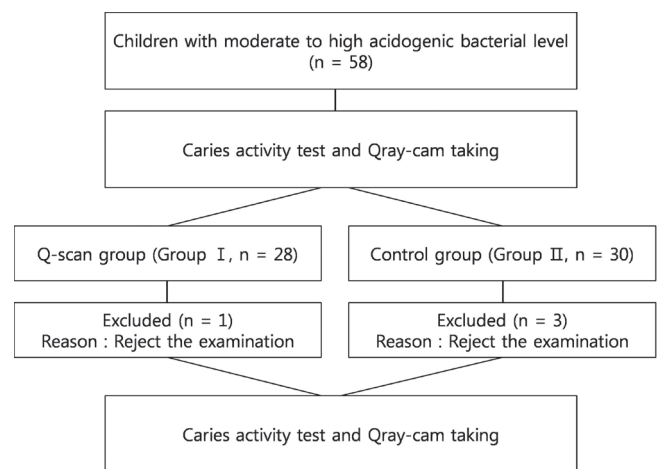 Children with moderate to high acidogenic bacterial level
(n = 58)
Caries activity test and Qray-cam taking
Q-scan group (Group Ⅰ, n = 28)
Control group (Group Ⅱ, n = 30)
Excluded (n = 1)
Reason : Reject the examination
Excluded (n = 3)
Reason : Reject the examination
Caries activity test and Qray-cam taking